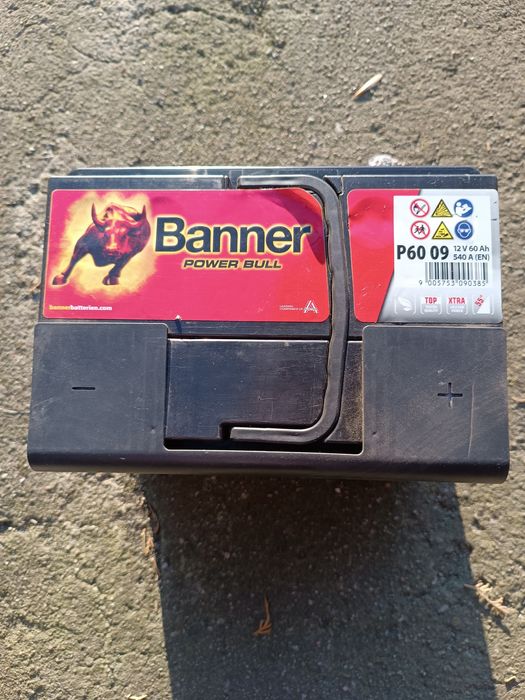 Banner
POWER BULL
bannerbatterien.com
P60 09
12 V 60 Ah
540 A (EN)
9 005753 090385
TOP
XTRA
- +